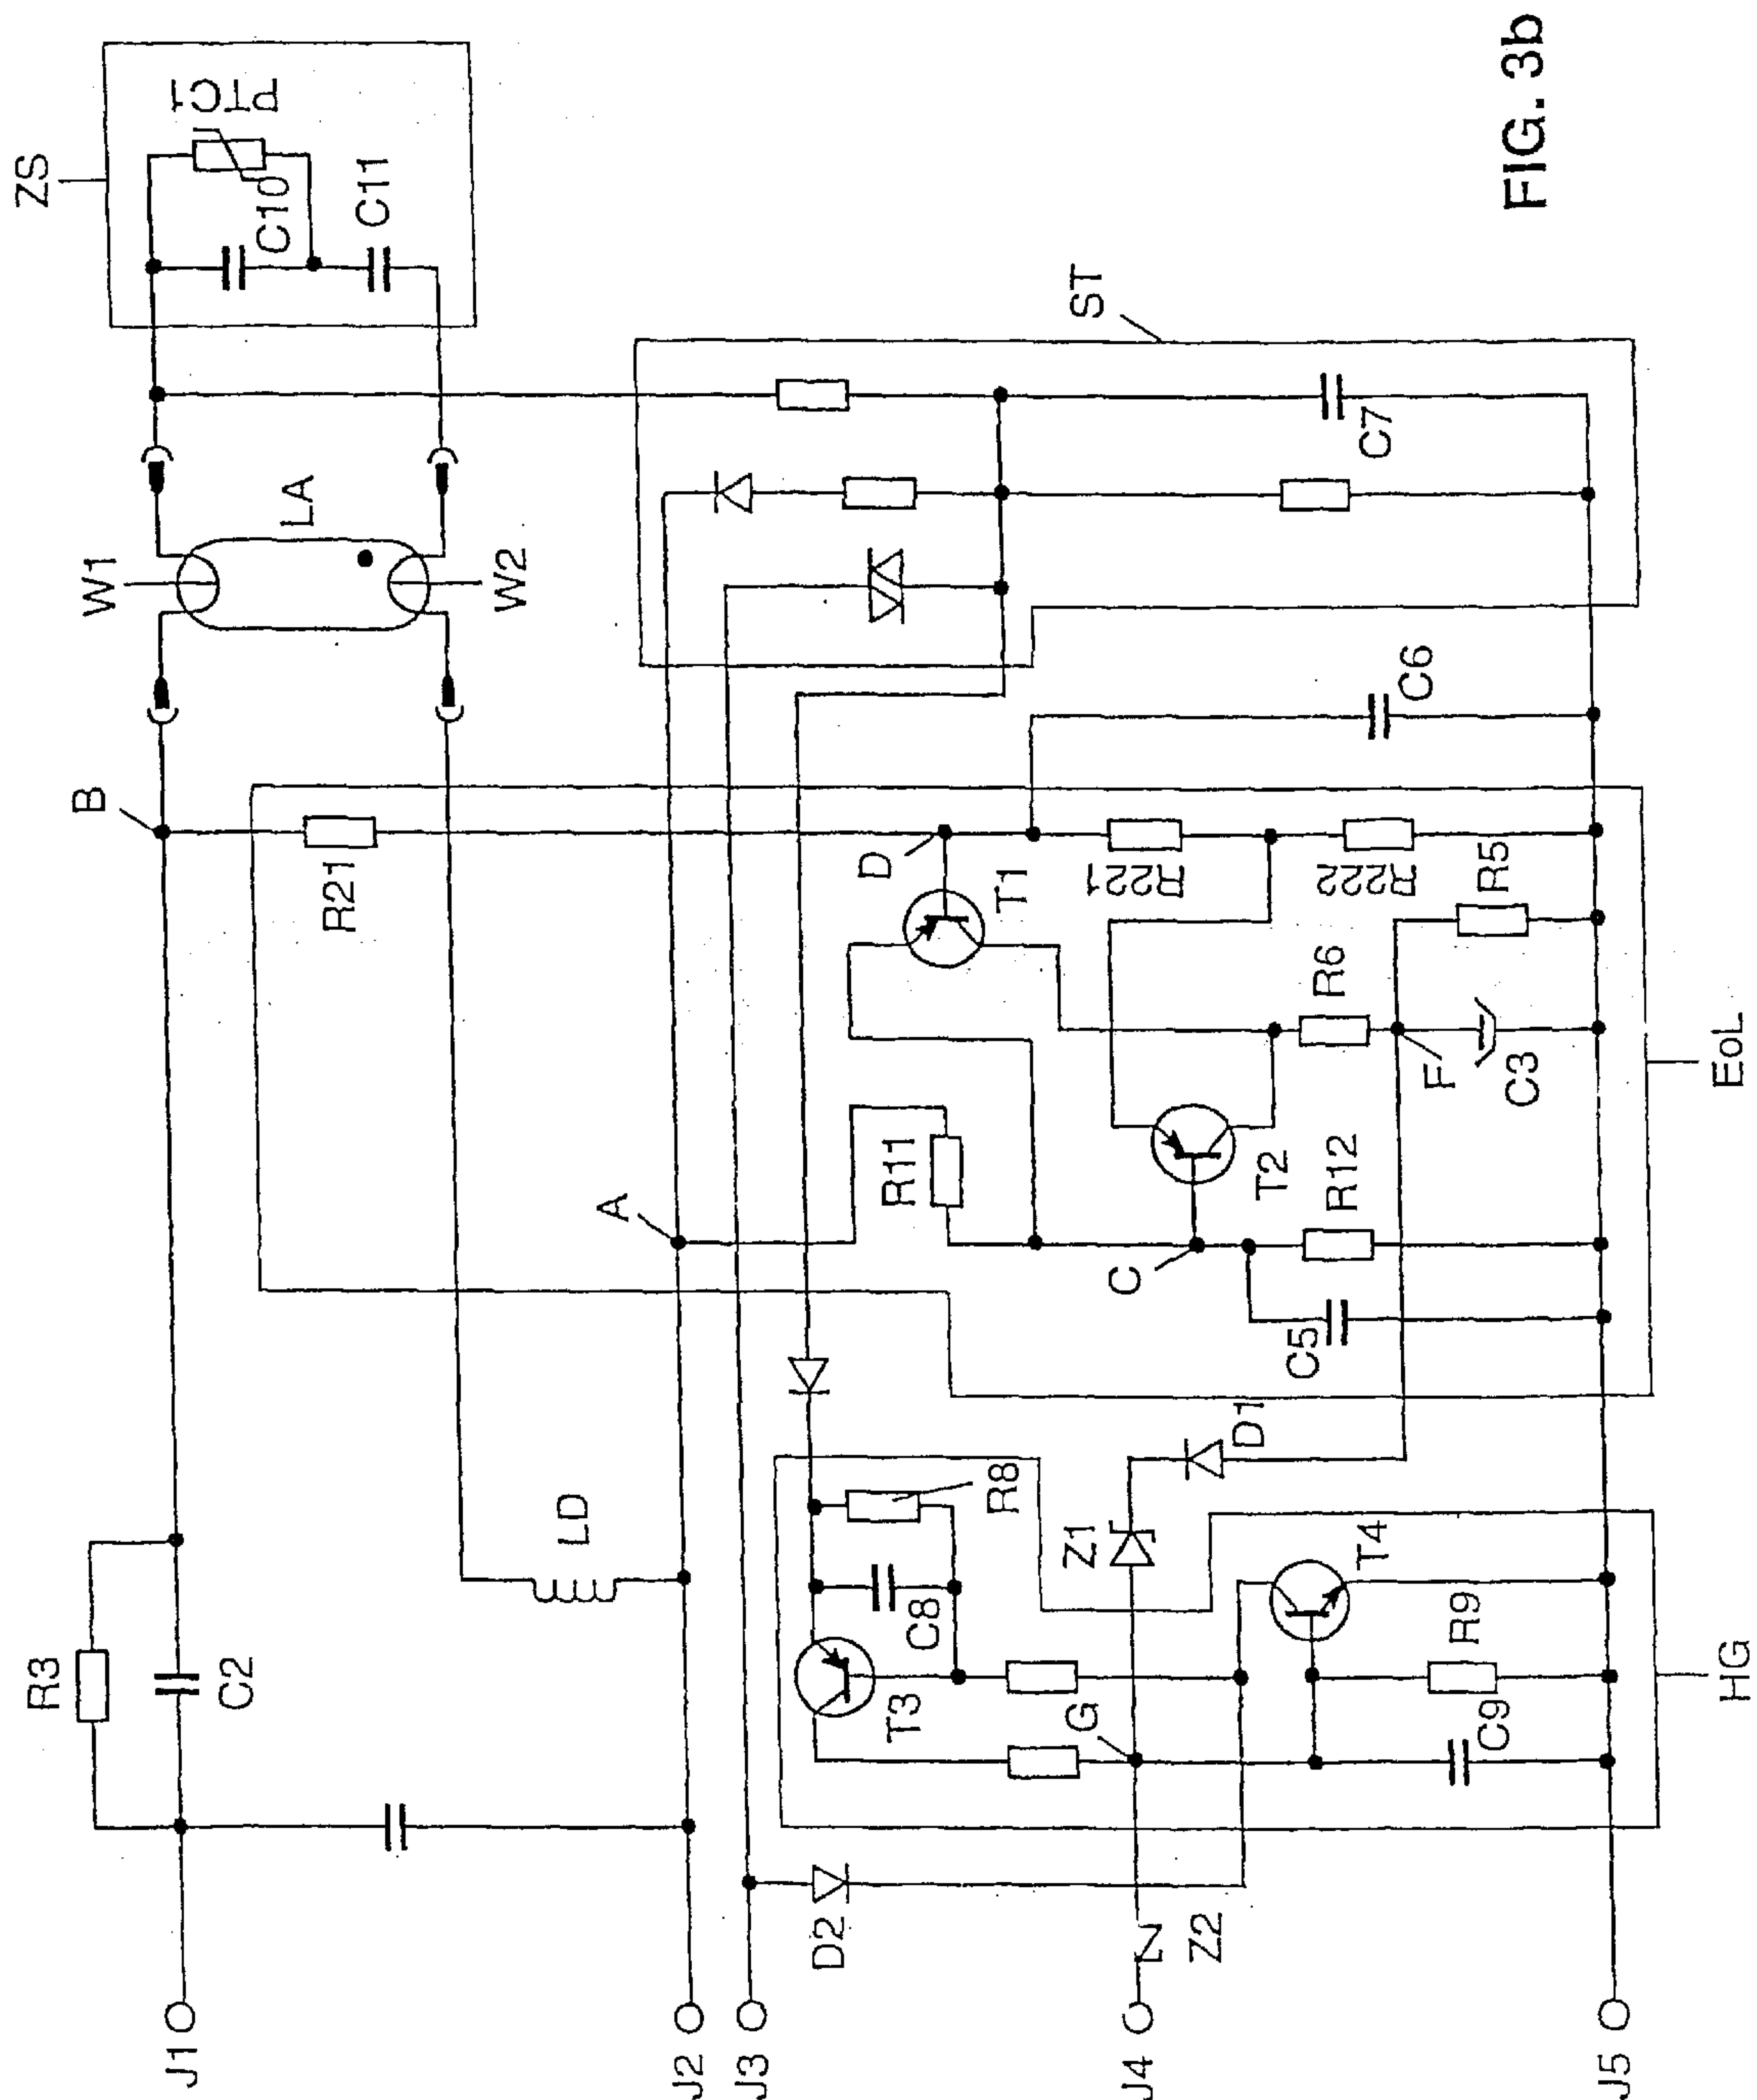 ZS
PTC1
C10
C11
W1
LA
W2
ST
C7
C6
B
R21
D
T1
R221
R222
R5
R6
F
C3
EoL
A
R11
T2
R12
C
C5
D1
R8
Z1
T4
LD
C8
R3
C2
T3
G
R9
C9
HG
D2
Z2
J1
J2
J3
J4
J5
FIG. 3b